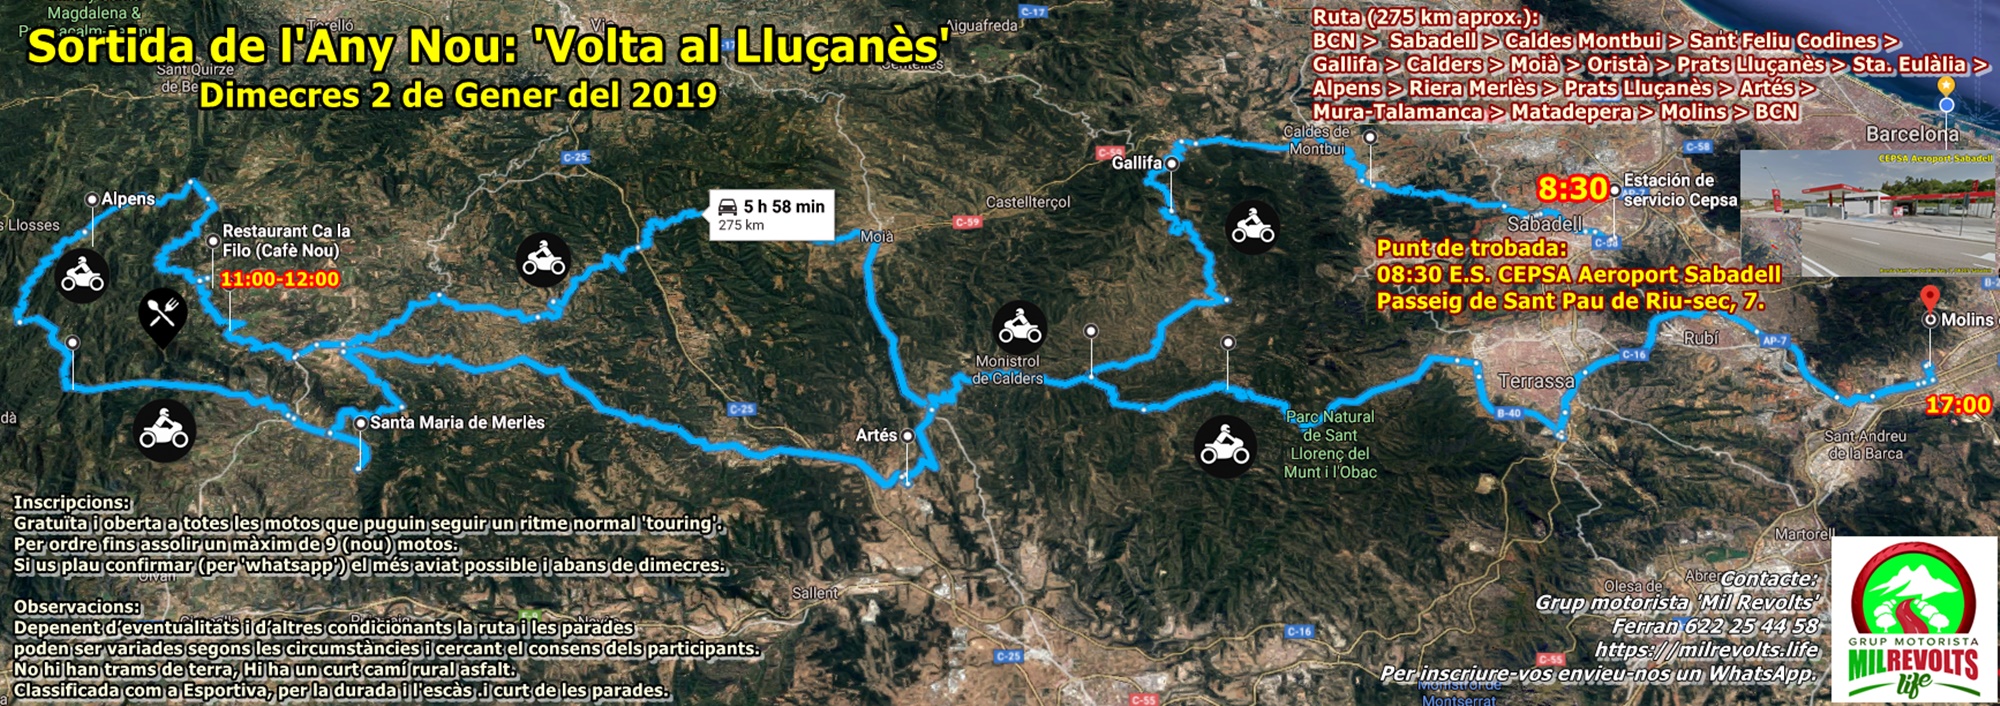 Sortida de l'Any Nou: 'Volta al Lluçanès'
Dimecres 2 de Gener del 2019
Ruta (275 km aprox.):
BCN > Sabadell > Caldes Montbui > Sant Feliu Codines >
Gallifa > Calders > Moià > Oristà > Prats Lluçanès > Sta. Eulàlia >
Alpens > Riera Merlès > Prats Lluçanès > Artés >
Mura-Talamanca > Matadepera > Molins > BCN
Magdalena &
Torelló
Aiguafreda
C-17
Sant Quirze
de Be
Barcelona
C-58
CEPSA Aeroport Sabadell
Caldes de
Montbui
C-59
Gallifa
C-25
8:30
Estación de
servicio Cepsa
Sabadell
C-58
Alpens
s Llosses
Restaurant Ca la
Filo (Cafè Nou)
11:00-12:00
5 h 58 min
275 km
Moià
C-59
Castellterçol
Punt de trobada:
08:30 E.S. CEPSA Aeroport Sabadell
Passeig de Sant Pau de Riu-sec, 7.
Molins
Rubí
AP-7
C-16
Terrassa
B-40
17:00
Monistrol
de Calders
Parc Natural
de Sant
Llorenç del
Munt i l'Obac
Sant Andreu
de la Barca
C-25
Santa Maria de Merlès
Artés
Inscripcions:
Gratuïta i oberta a totes les motos que puguin seguir un ritme normal 'touring'.
Per ordre fins assolir un màxim de 9 (nou) motos.
Si us plau confirmar (per 'whatsapp') el més aviat possible i abans de dimecres.
Observacions:
Depenent d'eventualitats i d'altres condicionants la ruta i les parades
poden ser variades segons les circumstàncies i cercant el consens dels participants.
No hi han trams de terra, Hi ha un curt camí rural asfalt.
Classificada com a Esportiva, per la durada i l'escàs .i curt de les parades.
Sallent
C-25
C-16
C-55
C-55
Martorell
Olesa de
Abrer
Monistrol de
Montserrat
Contacte:
Grup motorista 'Mil Revolts'
Ferran 622 25 44 58
https://milrevolts.life
Per inscriure-vos envieu-nos un WhatsApp.
GRUP MOTORISTA
MILREVOLTS
life